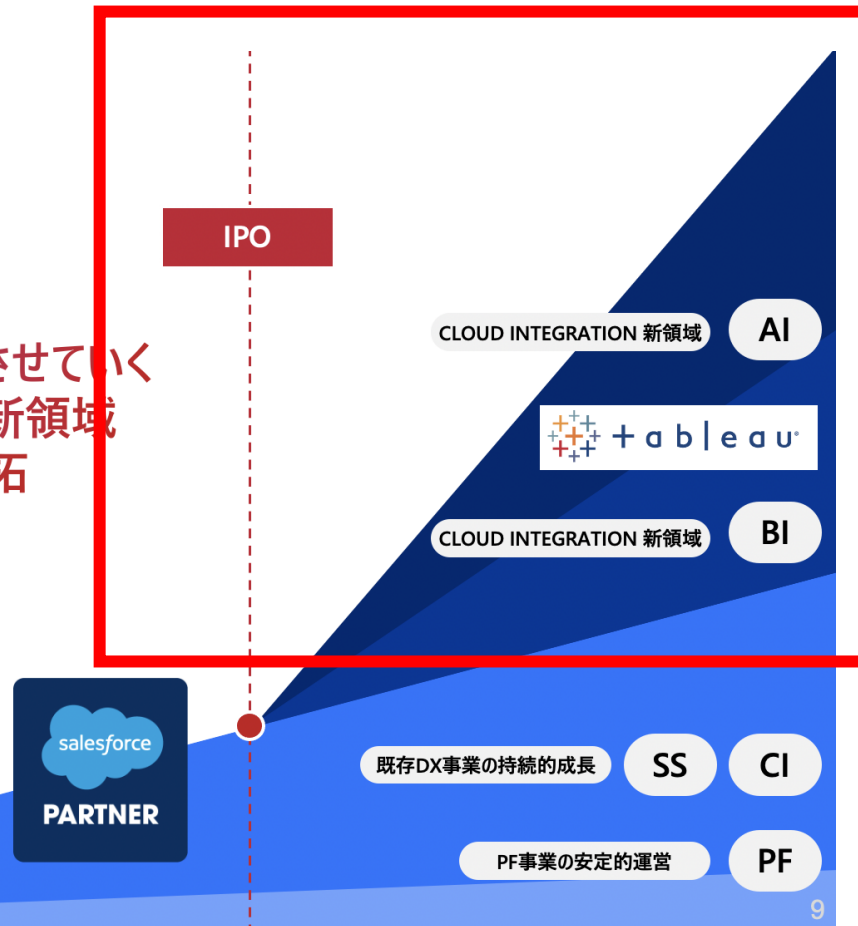 IPO
させていく
新領域
拓
CLOUD INTEGRATION 新領域 AI
+ableau
CLOUD INTEGRATION 新領域 BI
salesforce
PARTNER
既存DX事業の持続的成長 SS CI
PF事業の安定的運営 PF
9